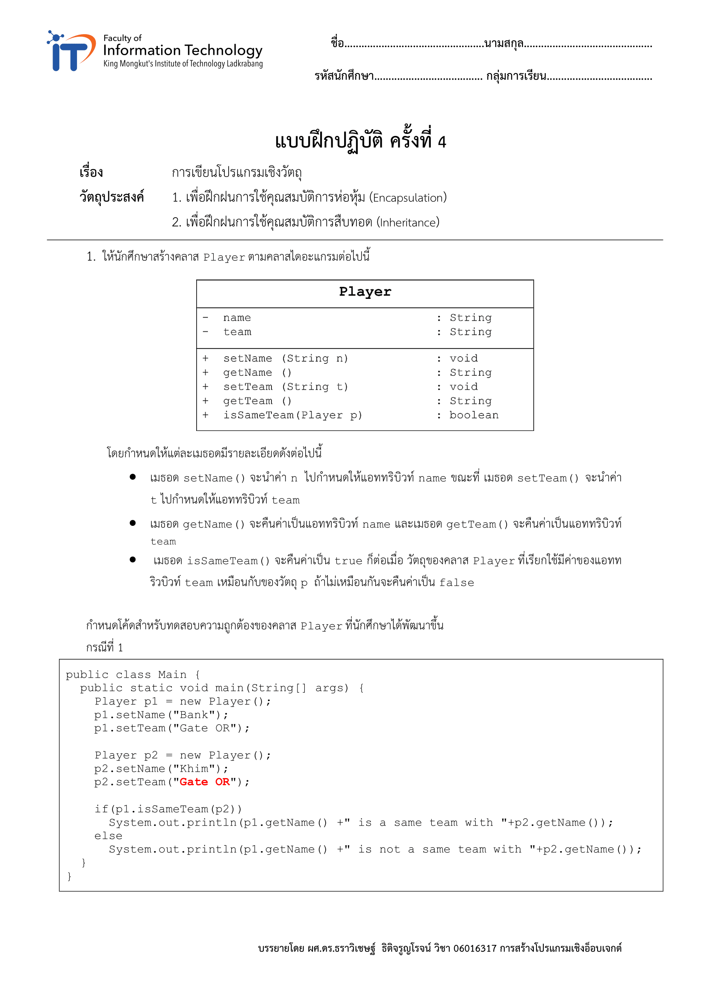 Faculty of
Information Technology
King Mongkut's Institute of Technology Ladkrabang
ชื่อ.................................................นามสกุล.............................................
รหัสนักศึกษา...................................... กลุ่มการเรียน.....................................
แบบฝึกปฏิบัติ ครั้งที่ 4
เรื่อง การเขียนโปรแกรมเชิงวัตถุ
วัตถุประสงค์ 1. เพื่อฝึกฝนการใช้คุณสมบัติการห่อหุ้ม (Encapsulation)
2. เพื่อฝึกฝนการใช้คุณสมบัติการสืบทอด (Inheritance)
1. ให้นักศึกษาสร้างคลาส Player ตามคลาสไดอะแกรมต่อไปนี้
Player
- name : String
- team : String
+ setName (String n) : void
+ getName () : String
+ setTeam (String t) : void
+ getTeam () : String
+ isSameTeam(Player p) : boolean
โดยกำหนดให้แต่ละเมธอดมีรายละเอียดดังต่อไปนี้
● เมธอด setName() จะนำค่า n ไปกำหนดให้แอททริบิวท์ name ขณะที่ เมธอด setTeam() จะนำค่า
t ไปกำหนดให้แอททริบิวท์ team
● เมธอด getName() จะคืนค่าเป็นแอททริบิวท์ name และเมธอด getTeam() จะคืนค่าเป็นแอททริบิวท์
team
● เมธอด isSameTeam() จะคืนค่าเป็น true ก็ต่อเมื่อ วัตถุของคลาส Player ที่เรียกใช้มีค่าของแอทท
ริวบิวท์ team เหมือนกับของวัตถุ p ถ้าไม่เหมือนกันจะคืนค่าเป็น false
กำหนดโค้ดสำหรับทดสอบความถูกต้องของคลาส Player ที่นักศึกษาได้พัฒนาขึ้น
กรณีที่ 1
public class Main {
public static void main(String[] args) {
Player p1 = new Player();
p1.setName("Bank");
p1.setTeam("Gate OR");
Player p2 = new Player();
p2.setName("Khim");
p2.setTeam("Gate OR");
if(p1.isSameTeam(p2))
System.out.println(p1.getName() +" is a same team with "+p2.getName());
else
System.out.println(p1.getName() +" is not a same team with "+p2.getName());
}
}
บรรยายโดย ผศ.ดร.ธราวิเชษฐ์ ธิติจรูญโรจน์ วิชา 06016317 การสร้างโปรแกรมเชิงอ็อบเจกต์